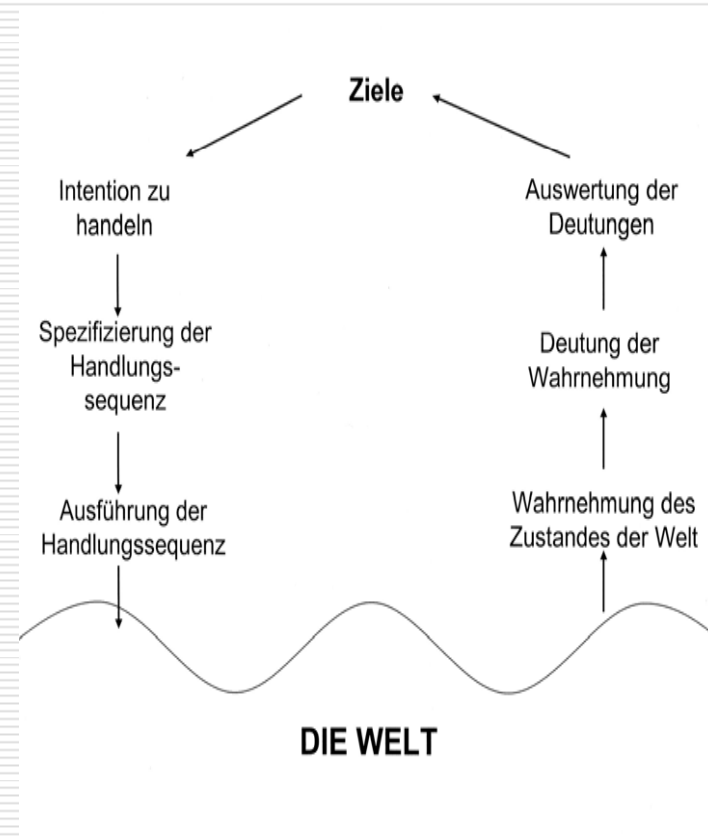 Ziele
Intention zu
handeln
Spezifizierung der
Handlungs-
sequenz
Ausführung der
Handlungssequenz
Auswertung der
Deutungen
Deutung der
Wahrnehmung
Wahrnehmung des
Zustandes der Welt
DIE WELT